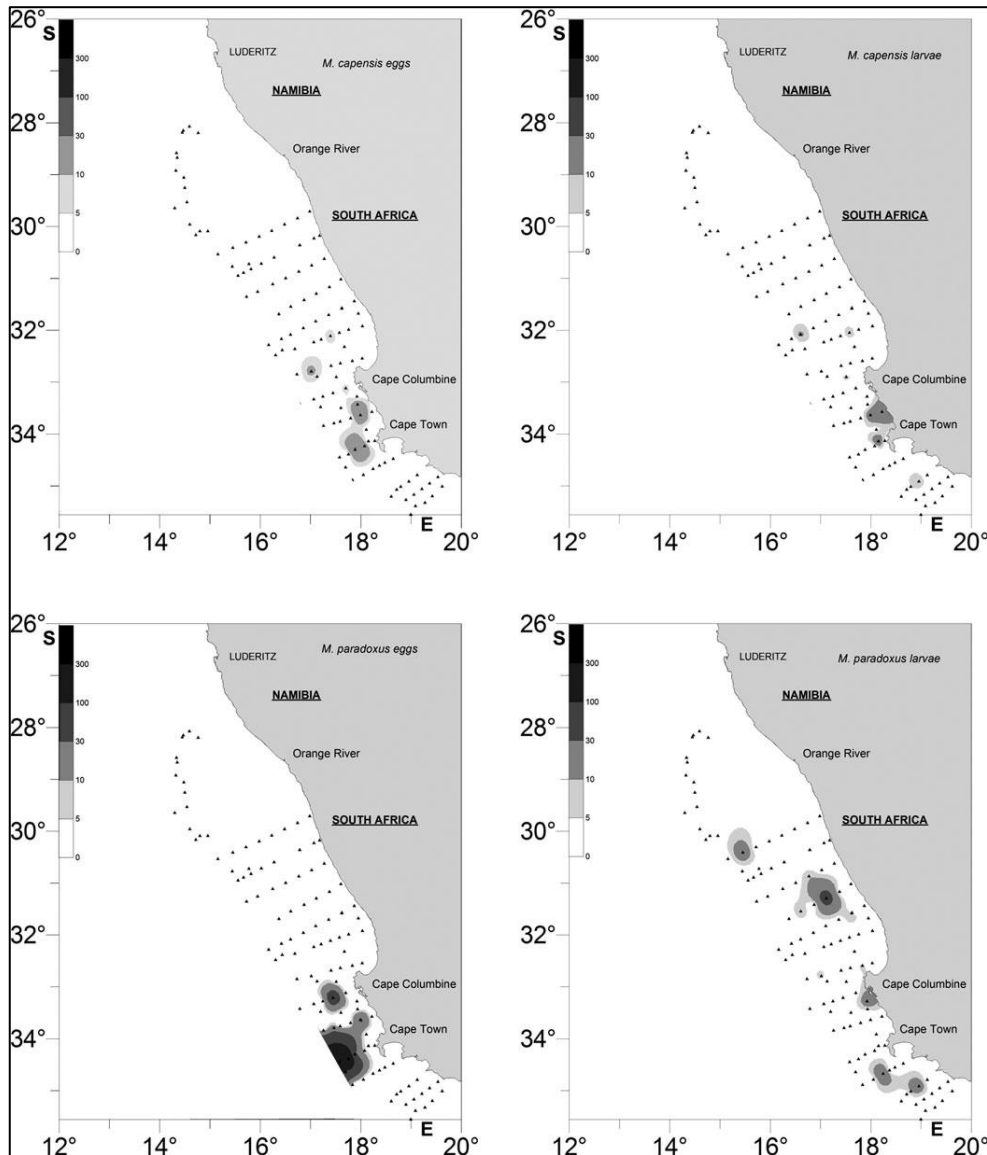 26°
S
300
100
30
10
5
0
LUDERITZ
M. capensis eggs
NAMIBIA
28°
Orange River
30°
SOUTH AFRICA
32°
Cape Columbine
34°
Cape Town
E
12° 14° 16° 18° 20°
26°
S
300
100
30
10
5
0
LUDERITZ
M. capensis larvae
NAMIBIA
28°
Orange River
30°
SOUTH AFRICA
32°
Cape Columbine
34°
Cape Town
E
12° 14° 16° 18° 20°
26°
S
300
100
30
10
5
0
LUDERITZ
M. paradoxus eggs
NAMIBIA
28°
Orange River
30°
SOUTH AFRICA
32°
Cape Columbine
34°
Cape Town
E
12° 14° 16° 18° 20°
26°
S
300
100
30
10
5
0
LUDERITZ
M. paradoxus larvae
NAMIBIA
28°
Orange River
30°
SOUTH AFRICA
32°
Cape Columbine
34°
Cape Town
E
12° 14° 16° 18° 20°